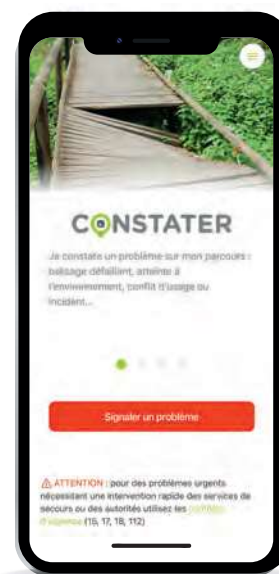 CONSTATER
Je constate un problème sur mon parcours :
balisage défaillant, atteinte à
l'environnement, conflit d'usage ou
incident...
Signaler un problème
ATTENTION : pour des problèmes urgents
nécessitant une intervention rapide des services de
secours ou des autorités utilisez les numéros
d'urgence (15, 17, 18, 112)